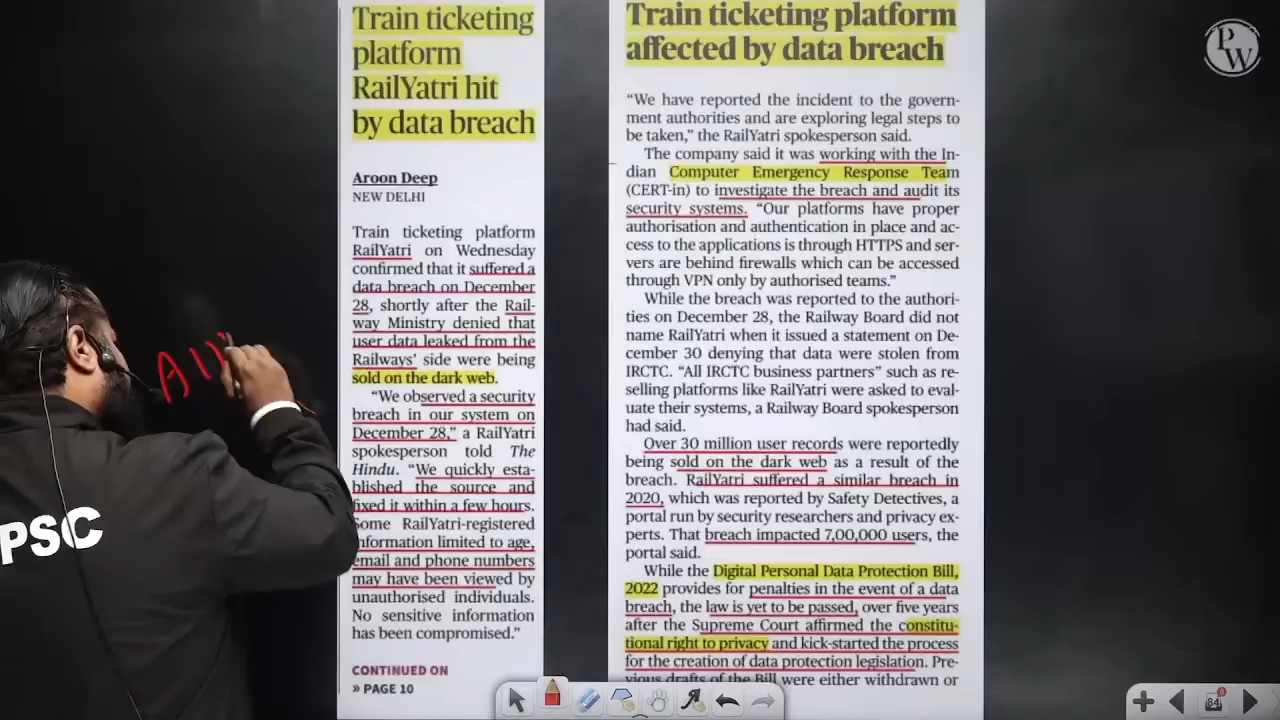 Train ticketing
platform
RailYatri hit
by data breach
Aroon Deep
NEW DELHI
Train ticketing platform
RailYatri on Wednesday
confirmed that it suffered a
data breach on December
28, shortly after the Rail-
way Ministry denied that
user data leaked from the
Railways' side were being
sold on the dark web.
"We observed a security
breach in our system on
December 28," a RailYatri
spokesperson told The
Hindu. "We quickly esta-
blished the source and
fixed it within a few hours.
Some RailYatri-registered
information limited to age,
email and phone numbers
may have been viewed by
unauthorised individuals.
No sensitive information
has been compromised."
CONTINUED ON
» PAGE 10
Train ticketing platform
affected by data breach
"We have reported the incident to the govern-
ment authorities and are exploring legal steps to
be taken," the RailYatri spokesperson said.
The company said it was working with the In-
dian Computer Emergency Response Team
(CERT-in) to investigate the breach and audit its
security systems. "Our platforms have proper
authorisation and authentication in place and ac-
cess to the applications is through HTTPS and ser-
vers are behind firewalls which can be accessed
through VPN only by authorised teams."
While the breach was reported to the authori-
ties on December 28, the Railway Board did not
name RailYatri when it issued a statement on De-
cember 30 denying that data were stolen from
IRCTC. "All IRCTC business partners" such as re-
selling platforms like RailYatri were asked to eval-
uate their systems, a Railway Board spokesperson
had said.
Over 30 million user records were reportedly
being sold on the dark web as a result of the
breach. RailYatri suffered a similar breach in
2020, which was reported by Safety Detectives, a
portal run by security researchers and privacy ex-
perts. That breach impacted 7,00,000 users, the
portal said.
While the Digital Personal Data Protection Bill,
2022 provides for penalties in the event of a data
breach, the law is yet to be passed, over five years
after the Supreme Court affirmed the constitu-
tional right to privacy and kick-started the process
for the creation of data protection legislation. Pre-
vious drafts of the Bill were either withdrawn or
PW
PSC
84